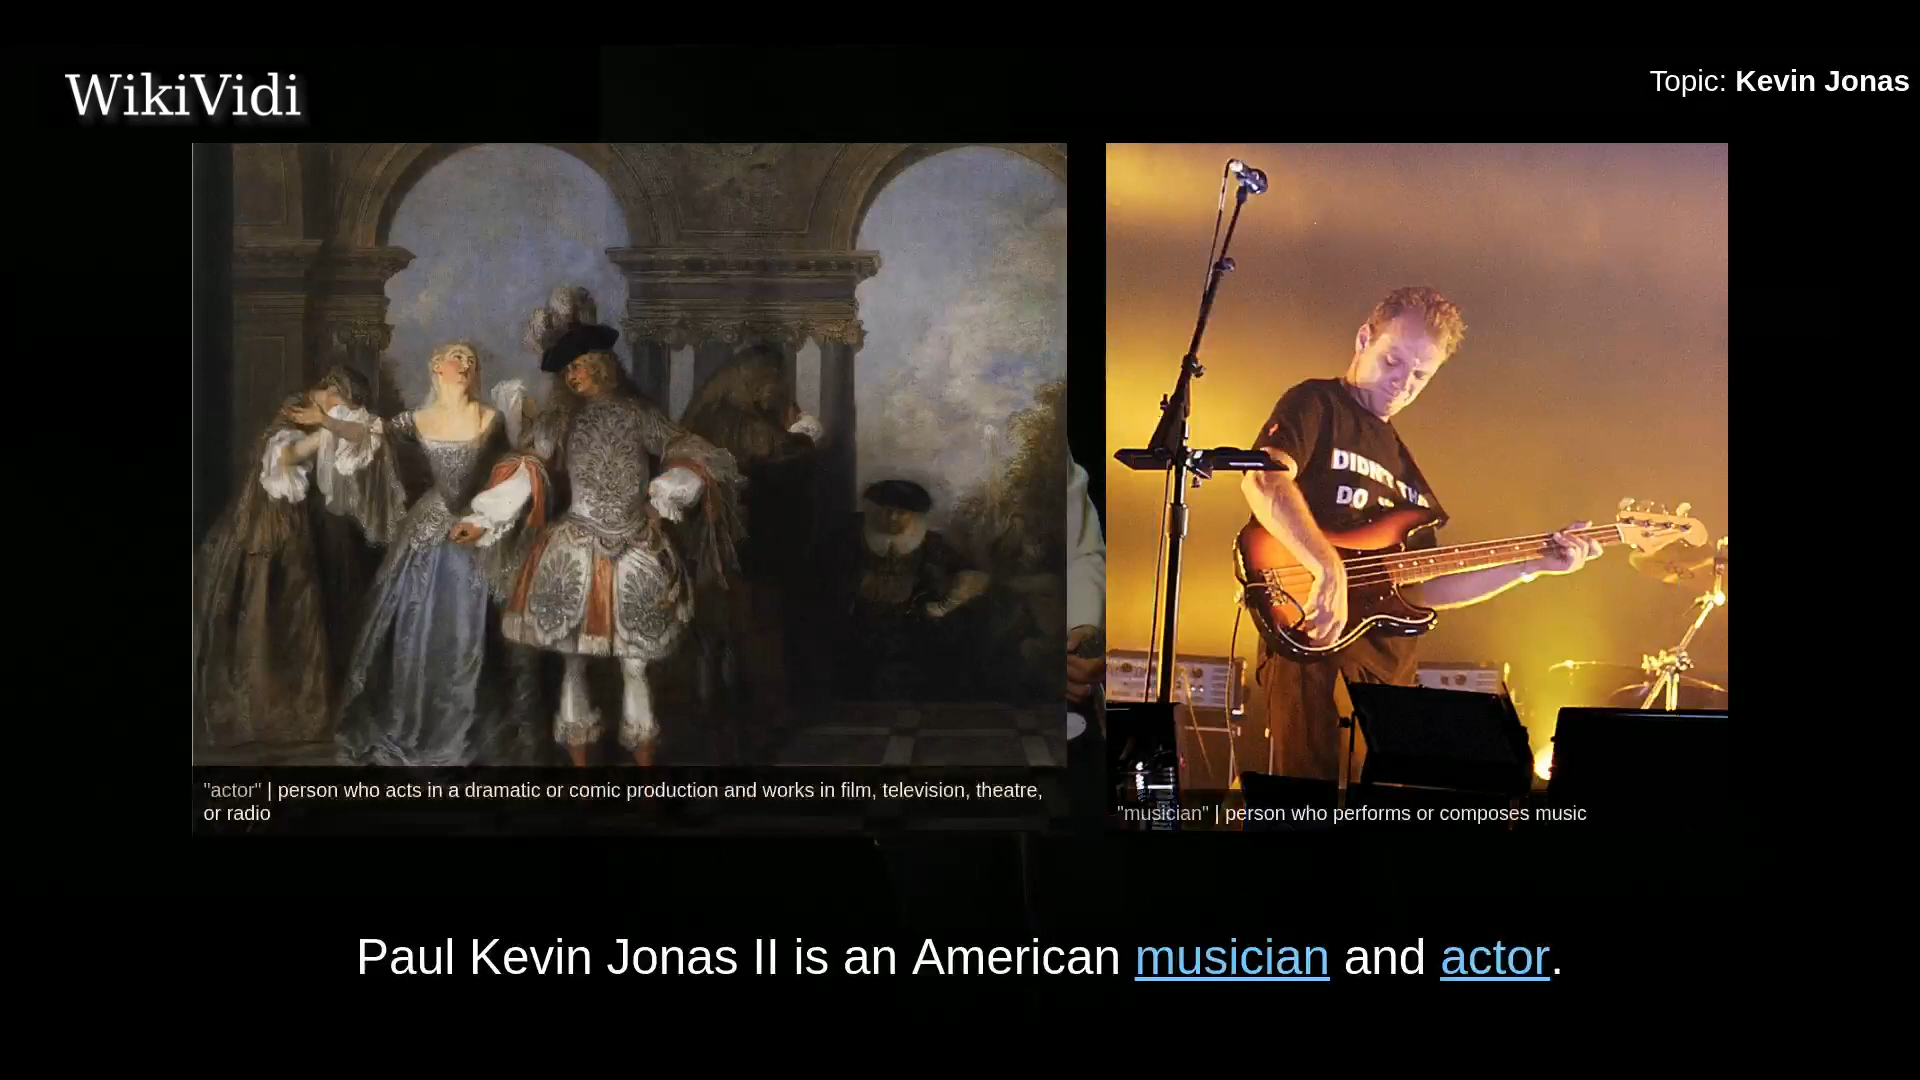 WikiVidi
Topic: Kevin Jonas
DIDN'T
DO
"actor" | person who acts in a dramatic or comic production and works in film, television, theatre,
or radio
"musician" | person who performs or composes music
Paul Kevin Jonas II is an American musician and actor.